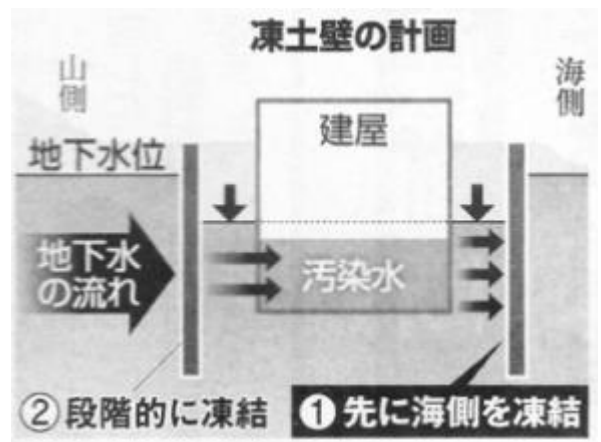 凍土壁の計画
山側
海側
建屋
地下水位
地下水
の流れ
汚染水
②段階的に凍結
❶先に海側を凍結